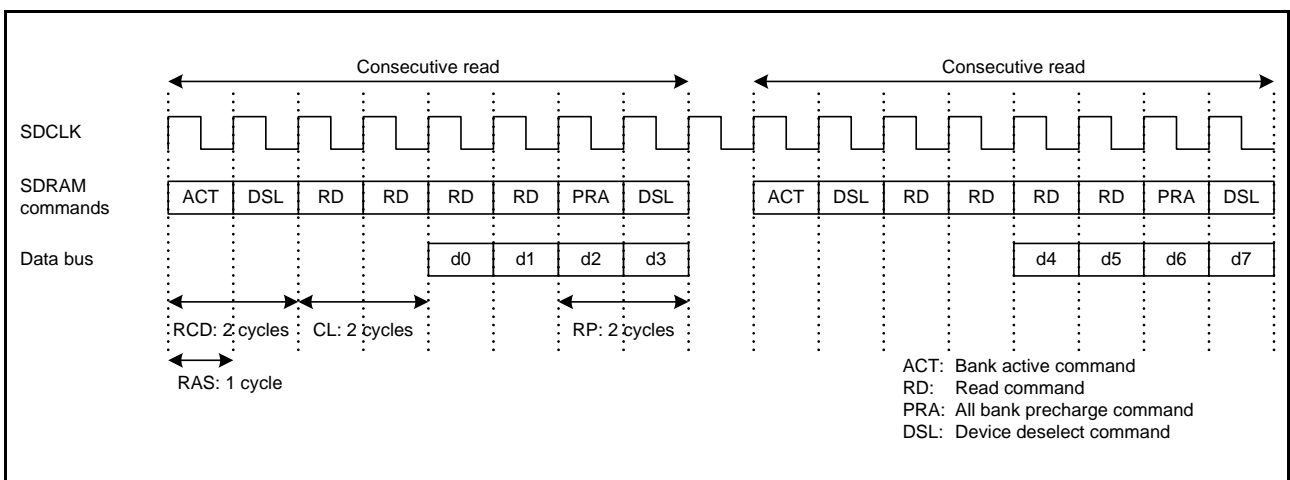 Consecutive read Consecutive read
SDCLK
SDRAM
commands
ACT DSL RD RD RD RD PRA DSL ACT DSL RD RD RD RD PRA DSL
Data bus
d0 d1 d2 d3 d4 d5 d6 d7
RCD: 2 cycles CL: 2 cycles RP: 2 cycles
RAS: 1 cycle
ACT: Bank active command
RD: Read command
PRA: All bank precharge command
DSL: Device deselect command